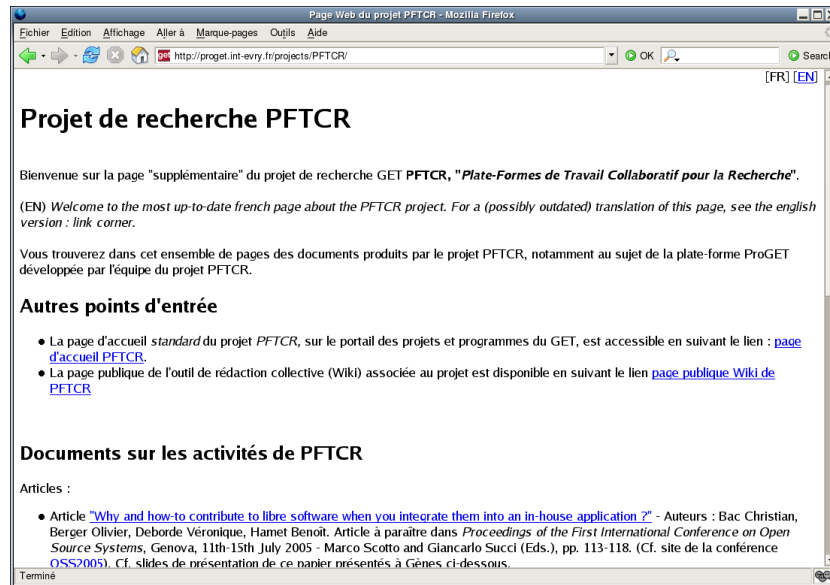 Page Web du projet PFTCR - Mozilla Firefox
Fichier Edition Affichage Aller à Marque-pages Outils Aide
get http://proget.int-evry.fr/projects/PFTCR/ OK Search
[FR] [EN]
Projet de recherche PFTCR
Bienvenue sur la page "supplémentaire" du projet de recherche GET PFTCR, "Plate-Formes de Travail Collaboratif pour la Recherche".
(EN) Welcome to the most up-to-date french page about the PFTCR project. For a (possibly outdated) translation of this page, see the english
version : link corner.
Vous trouverez dans cet ensemble de pages des documents produits par le projet PFTCR, notamment au sujet de la plate-forme ProGET
développée par l'équipe du projet PFTCR.
Autres points d'entrée
● La page d'accueil standard du projet PFTCR, sur le portail des projets et programmes du GET, est accessible en suivant le lien : page
d'accueil PFTCR.
● La page publique de l'outil de rédaction collective (Wiki) associée au projet est disponible en suivant le lien page publique Wiki de
PFTCR
Documents sur les activités de PFTCR
Articles :
● Article "Why and how-to contribute to libre software when you integrate them into an in-house application ?" - Auteurs : Bac Christian,
Berger Olivier, Deborde Véronique, Hamet Benoît. Article à paraître dans Proceedings of the First International Conference on Open
Source Systems, Genova, 11th-15th July 2005 - Marco Scotto and Giancarlo Succi (Eds.), pp. 113-118. (Cf. site de la conférence
OSS2005). Cf. slides de présentation de ce papier présentés à Gènes ci-dessous.
Terminé